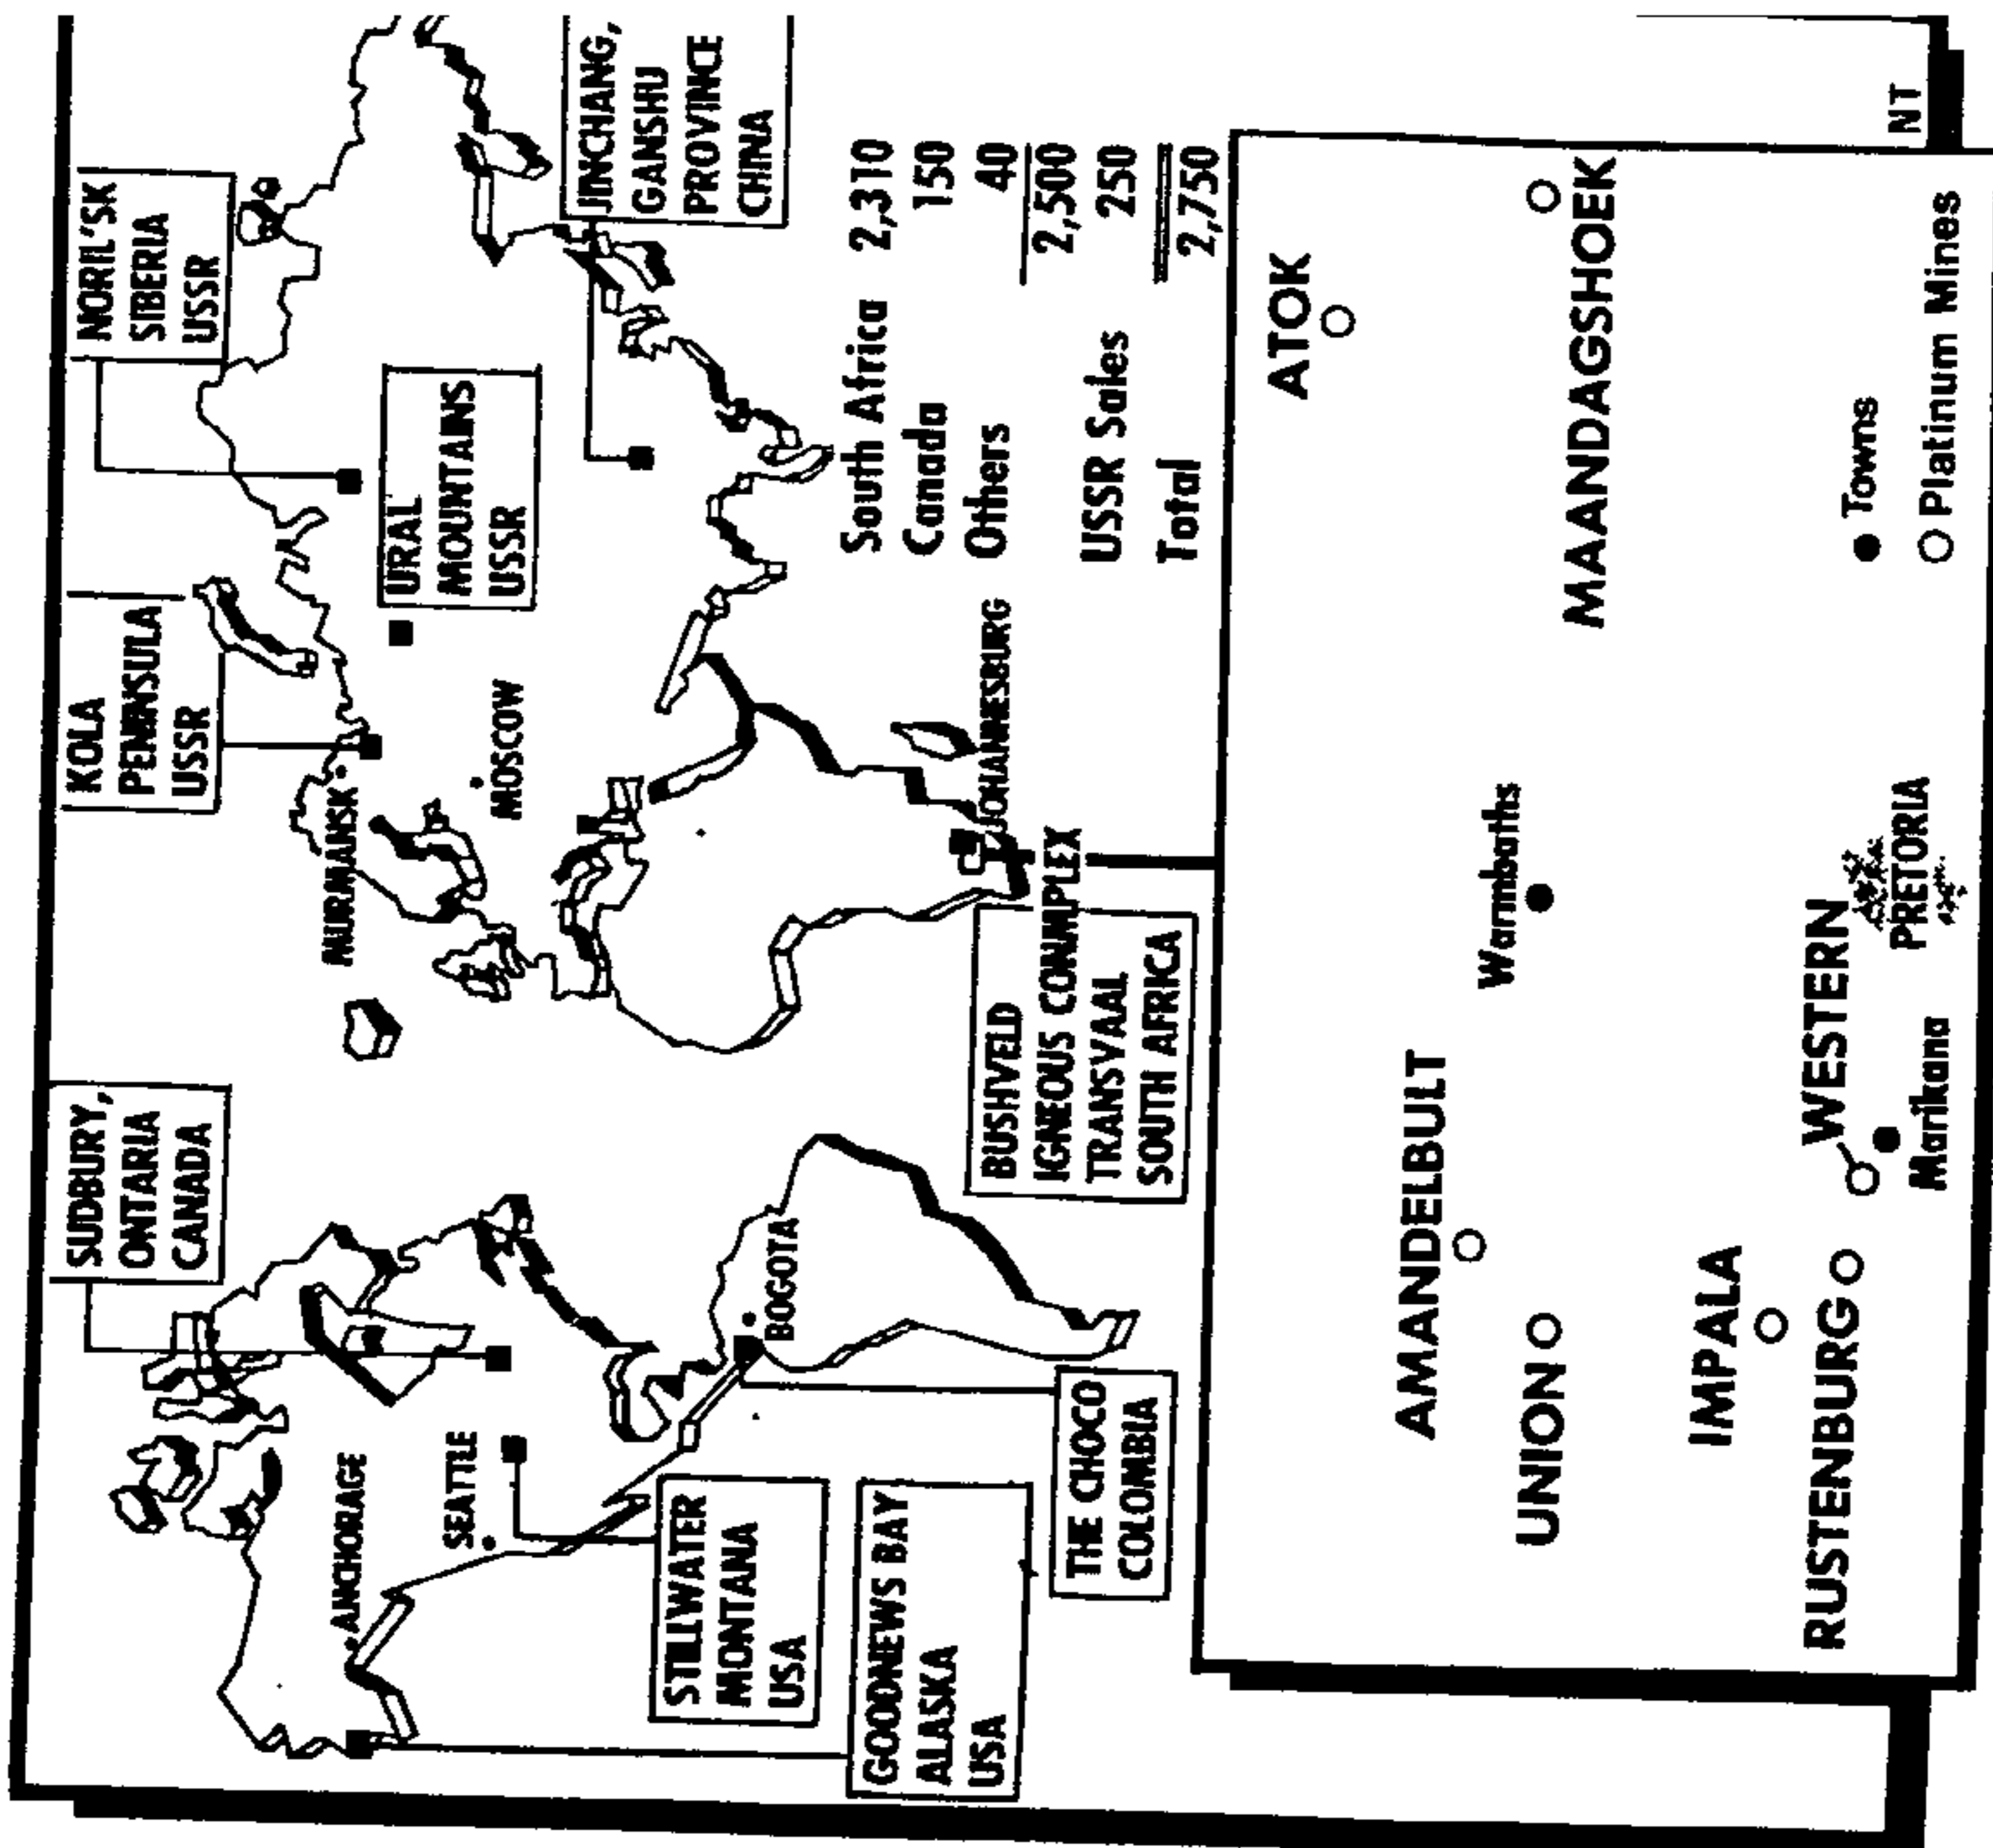 SUDBURY,
ONTARIA
CANADA
KOLA
PENINSULA
USSR
NORIL'SK
SIBERIA
USSR
ANCHORAGE
MURMANSK
URAL
MOUNTAINS
USSR
SEATTLE
MOSCOW
JINCHANG,
GANSHU
PROVINCE
CHINA
STILLWATER
MONTANA
USA
BOGOTA
GOODNEWS BAY
ALASKA
USA
THE CHOCO
COLOMBIA
JOHANNESBURG
BUSHVELD
IGNEOUS CONMPLEX
TRANSVAAL
SOUTH AFRICA
South Africa 2,310
Canada 150
Others 40
2,500
USSR Sales 250
Total 2,750
ATOK
AMANDELBULT
Warmbaths
UNION
MAANDAGSHOEK
IMPALA
WESTERN
RUSTENBURG
PRETORIA
Marikana
Towns
Platinum Mines
NT